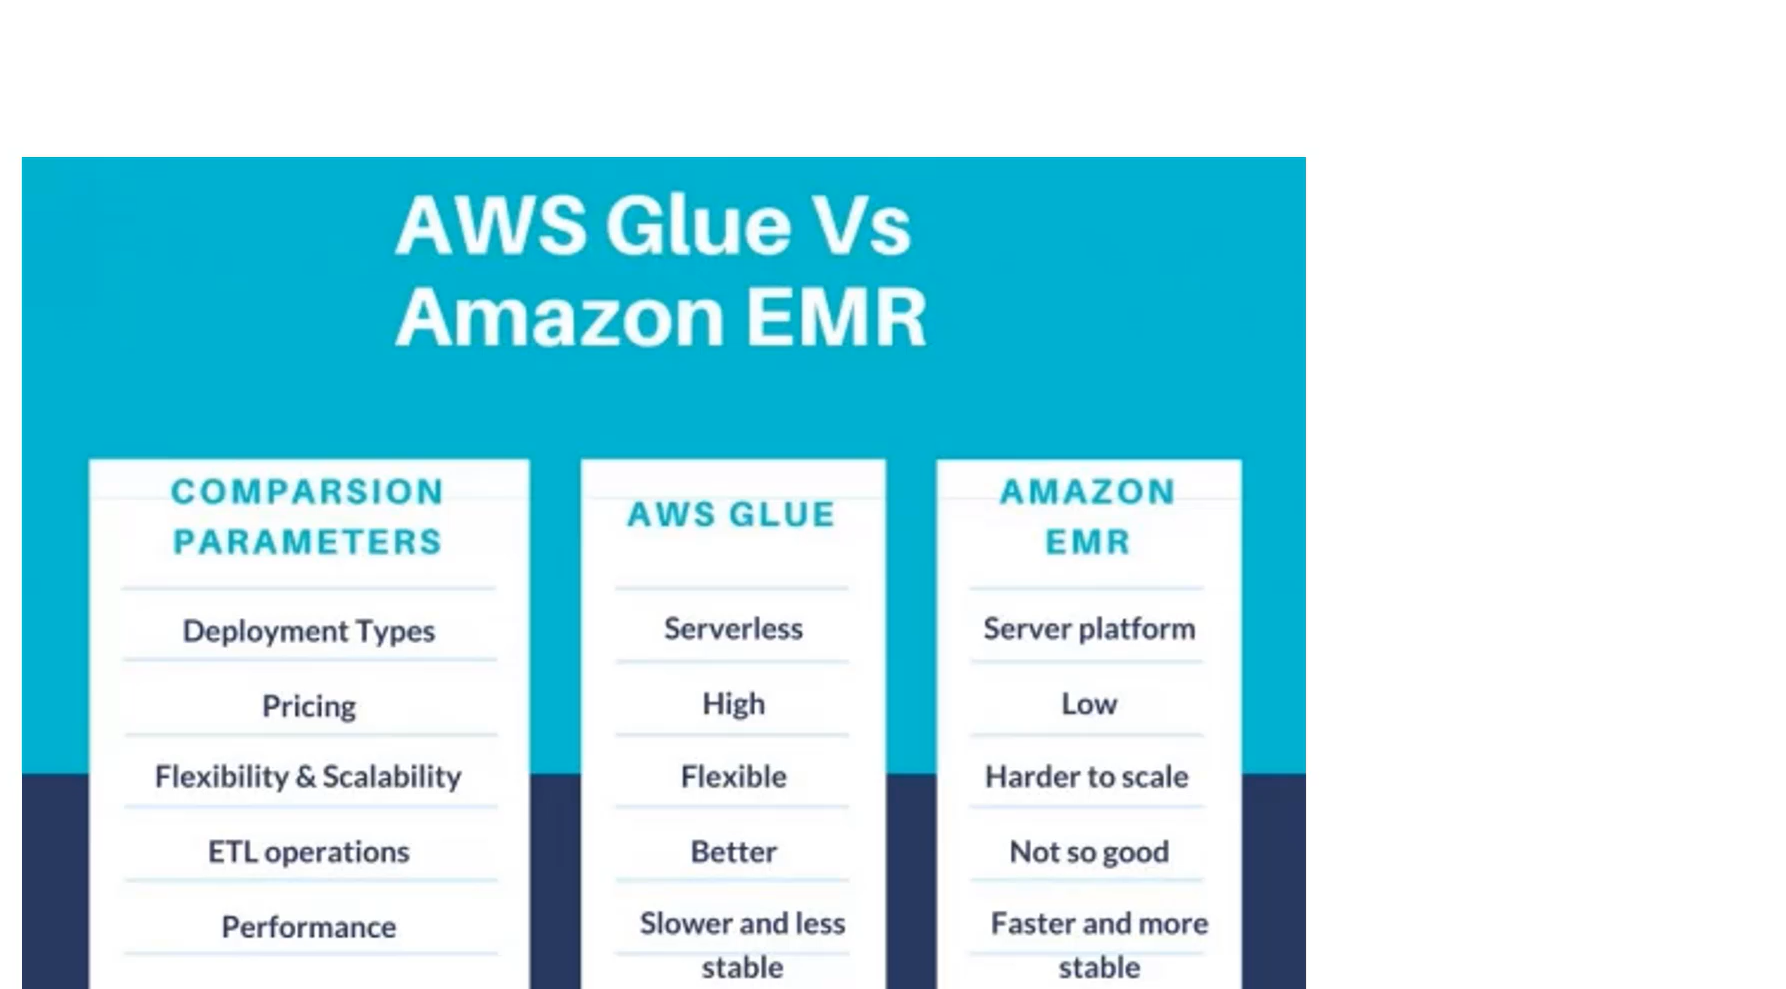 AWS Glue Vs
Amazon EMR
COMPARSION
PARAMETERS
AWS GLUE
AMAZON
EMR
Deployment Types
Serverless
Server platform
Pricing
High
Low
Flexibility & Scalability
Flexible
Harder to scale
ETL operations
Better
Not so good
Performance
Slower and less
stable
Faster and more
stable